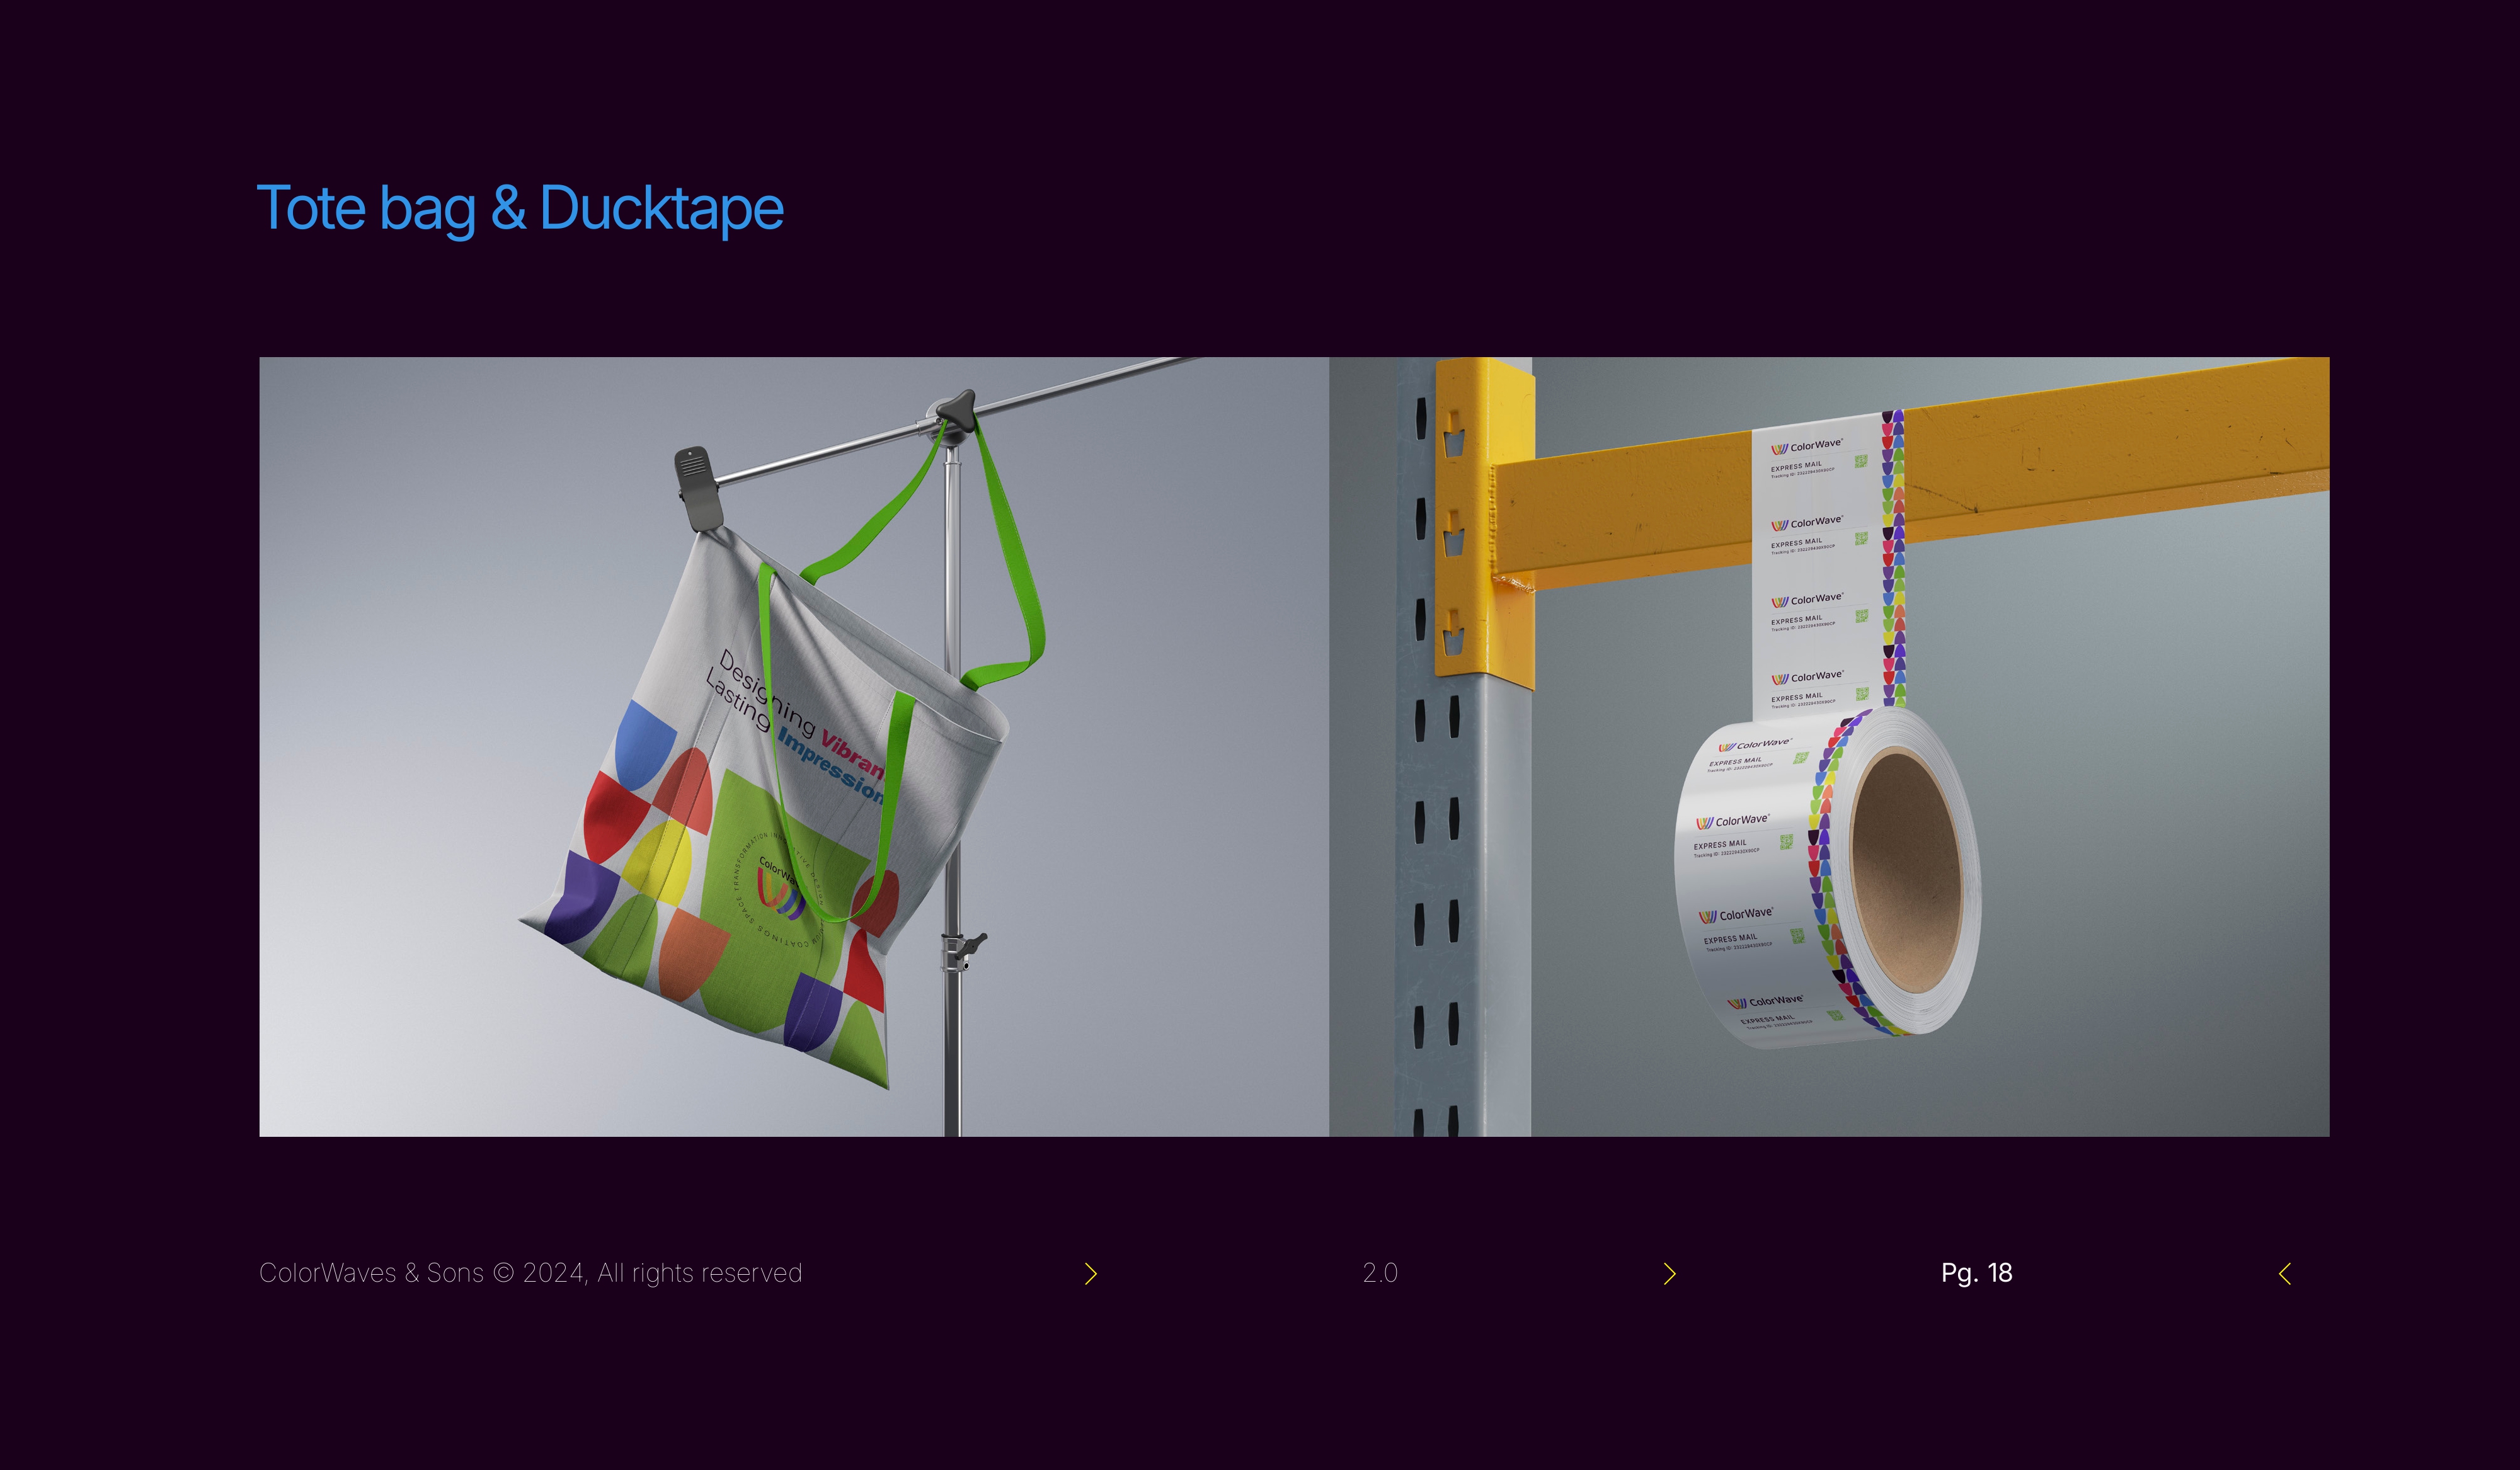 Tote bag & Ducktape
Designing Vibran
Lasting Impression
ColorWave
EXPRESS MAIL
ColorWave
EXPRESS MAIL
ColorWave
EXPRESS MAIL
ColorWave
EXPRESS MAIL
ColorWave
EXPRESS MAIL
ColorWave
EXPRESS MAIL
ColorWave
EXPRESS MAIL
ColorWave
EXPRESS MAIL
ColorWaves & Sons © 2024, All rights reserved
2.0
Pg. 18